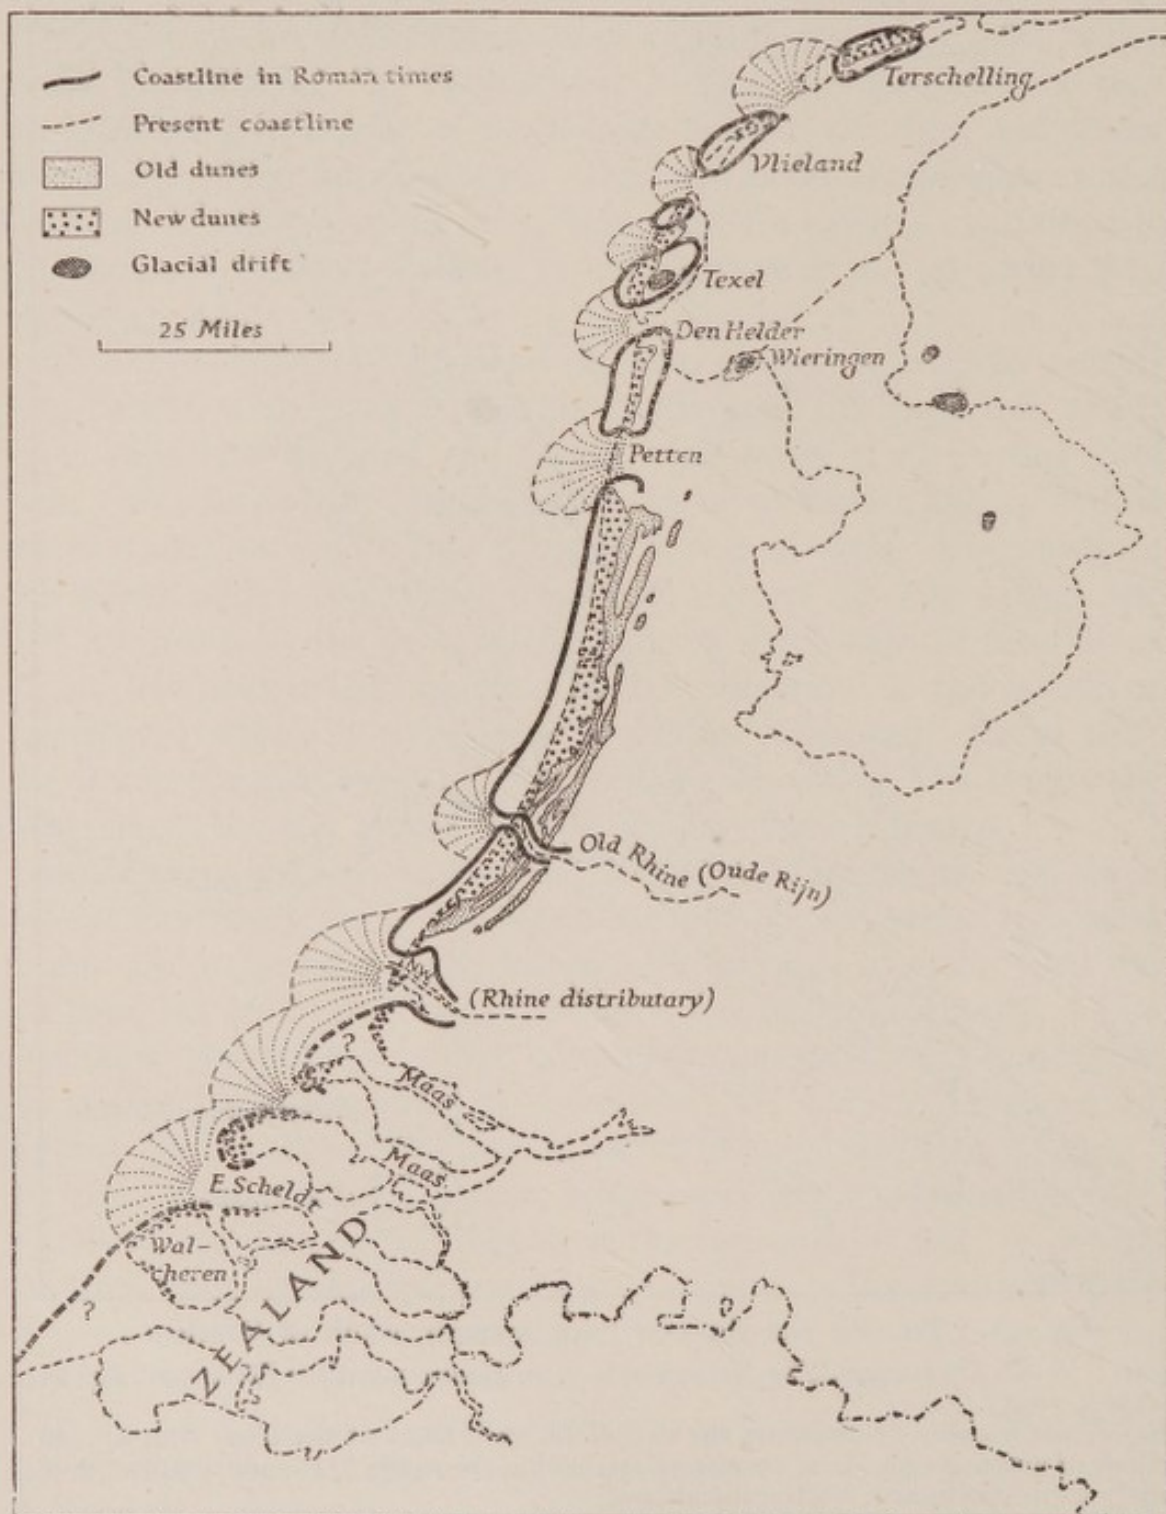 Coastline in Roman times
Present coastline
Old dunes
New dunes
Glacial drift
25 Miles
Terschelling
Vlieland
Texel
Den Helder
Wieringen
Petten
Old Rhine (Oude Rijn)
NW
(Rhine distributary)
?
Maas
Maas
E. Scheldt
Wal-
cheren
ZEALAND
?